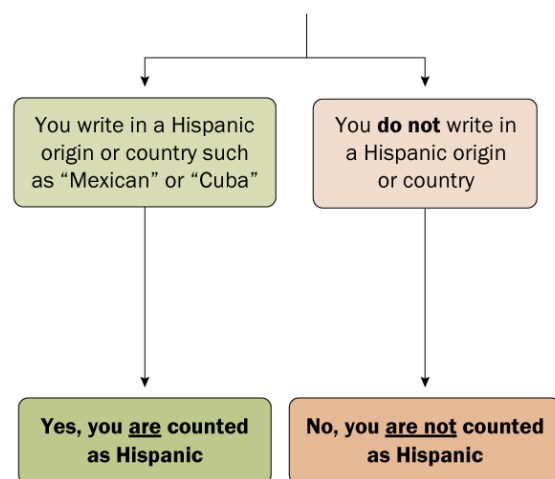 You write in a Hispanic
origin or country such
as “Mexican” or “Cuba”
You do not write in
a Hispanic origin
or country
Yes, you are counted
as Hispanic
No, you are not counted
as Hispanic